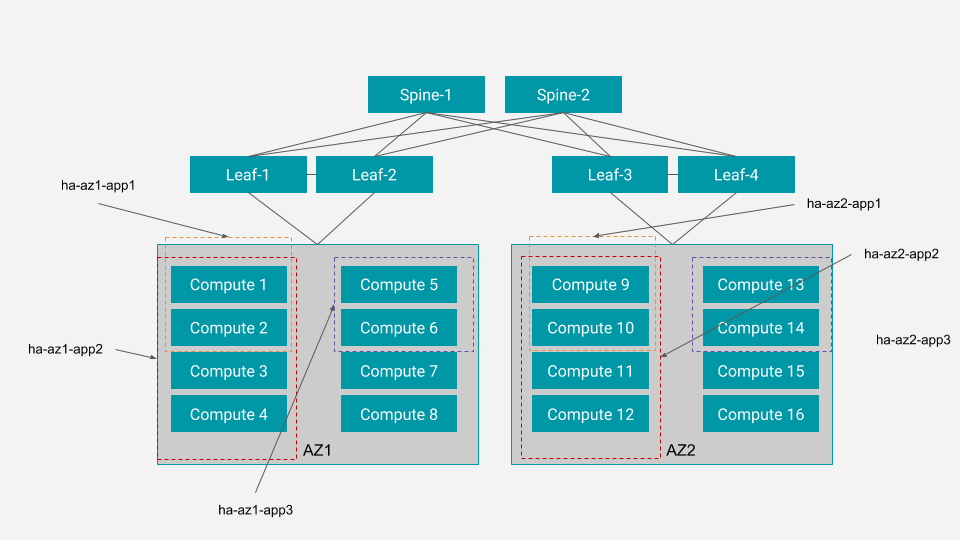 Spine-1
Spine-2
Leaf-1
Leaf-2
Leaf-3
Leaf-4
ha-az1-app1
ha-az2-app1
ha-az2-app2
Compute 1
Compute 5
Compute 9
Compute 13
Compute 2
Compute 6
Compute 10
Compute 14
ha-az2-app3
ha-az1-app2
Compute 3
Compute 7
Compute 11
Compute 15
Compute 4
Compute 8
Compute 12
Compute 16
AZ1
AZ2
ha-az1-app3